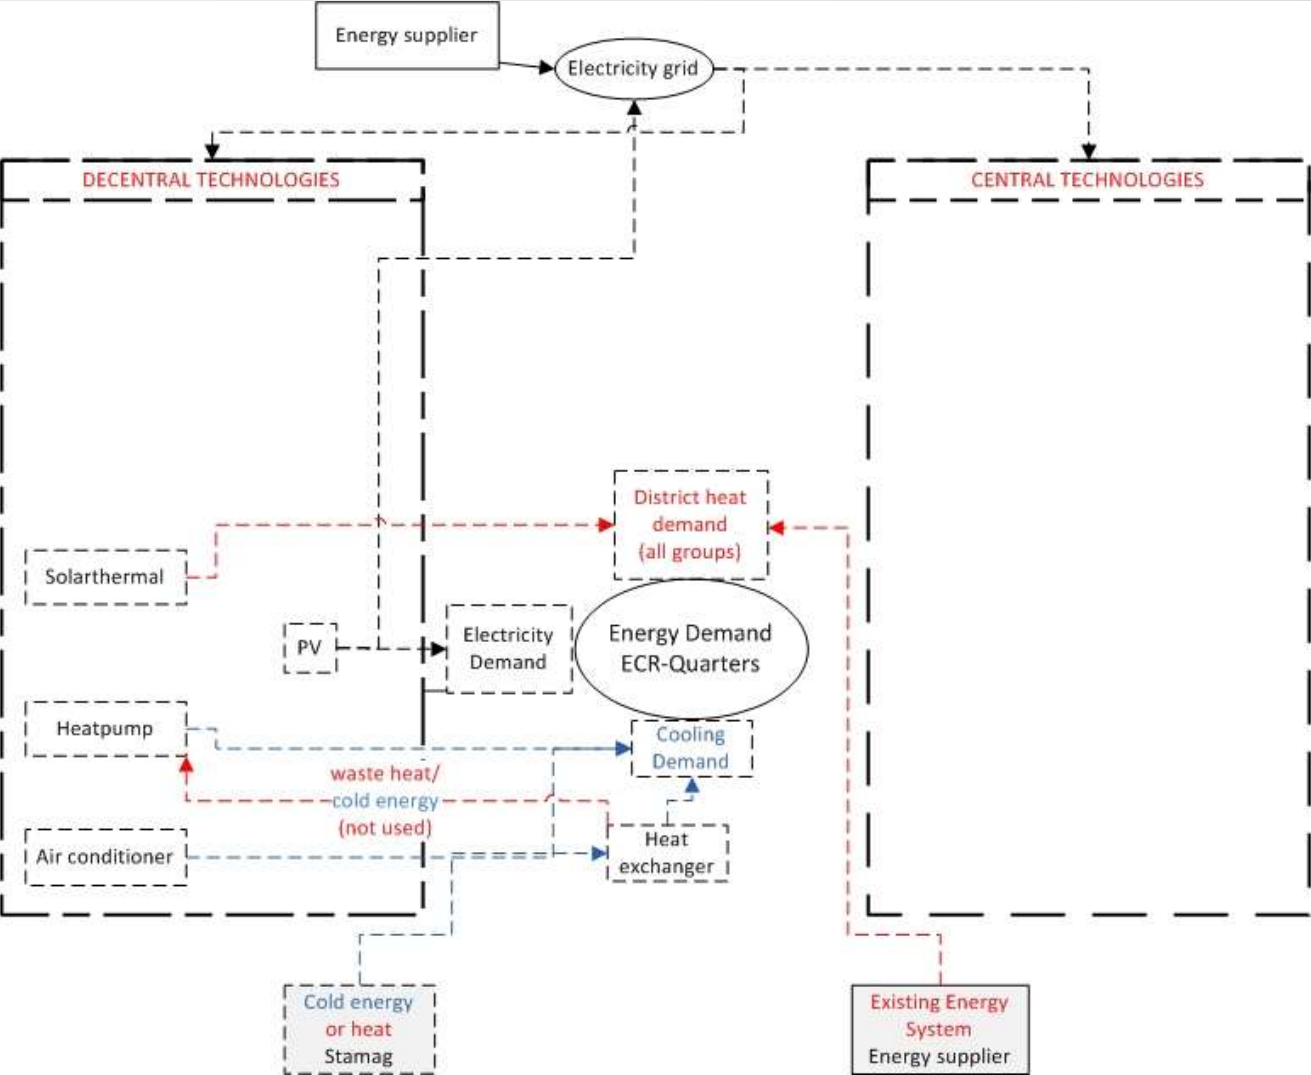 Energy supplier
Electricity grid
DECENTRAL TECHNOLOGIES
CENTRAL TECHNOLOGIES
District heat
demand
(all groups)
Solarthermal
PV
Electricity
Demand
Energy Demand
ECR-Quarters
Heatpump
Cooling
Demand
waste heat/
cold energy
(not used)
Air conditioner
Heat
exchanger
Cold energy
or heat
Stamag
Existing Energy
System
Energy supplier